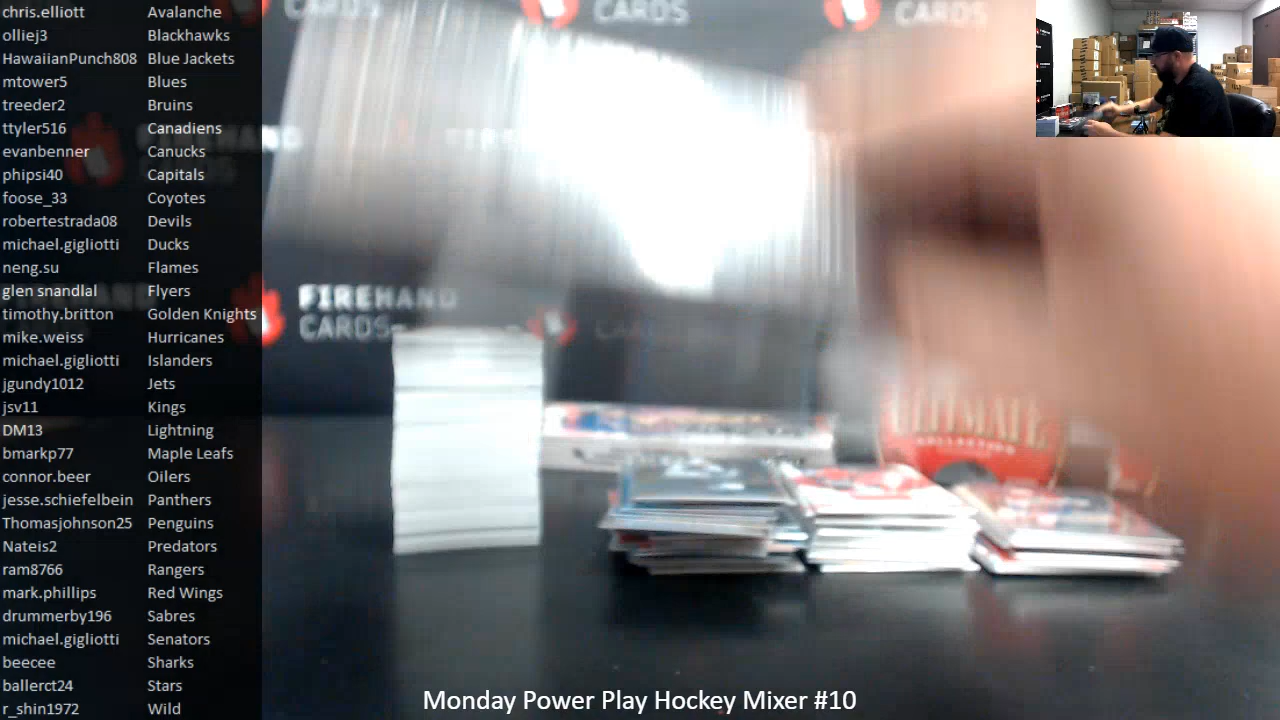 chris.elliott Avalanche
olliej3 Blackhawks
HawaiianPunch808 Blue Jackets
mtower5 Blues
treeder2 Bruins
ttyler516 Canadiens
evanbenner Canucks
phipsi40 Capitals
foose_33 Coyotes
robertestrada08 Devils
michael.gigliotti Ducks
neng.su Flames
glen snandlal Flyers
timothy.britton Golden Knights
mike.weiss Hurricanes
michael.gigliotti Islanders
jgundy1012 Jets
jsv11 Kings
DM13 Lightning
bmarkp77 Maple Leafs
connor.beer Oilers
jesse.schiefelbein Panthers
Thomasjohnson25 Penguins
Nateis2 Predators
ram8766 Rangers
mark.phillips Red Wings
drummerby196 Sabres
michael.gigliotti Senators
beecee Sharks
ballerct24 Stars
r_shin1972 Wild
CARDS
CARDS
CARDS
FIREHAND
CARDS
ULTIMATE
COLLECTION
Monday Power Play Hockey Mixer #10